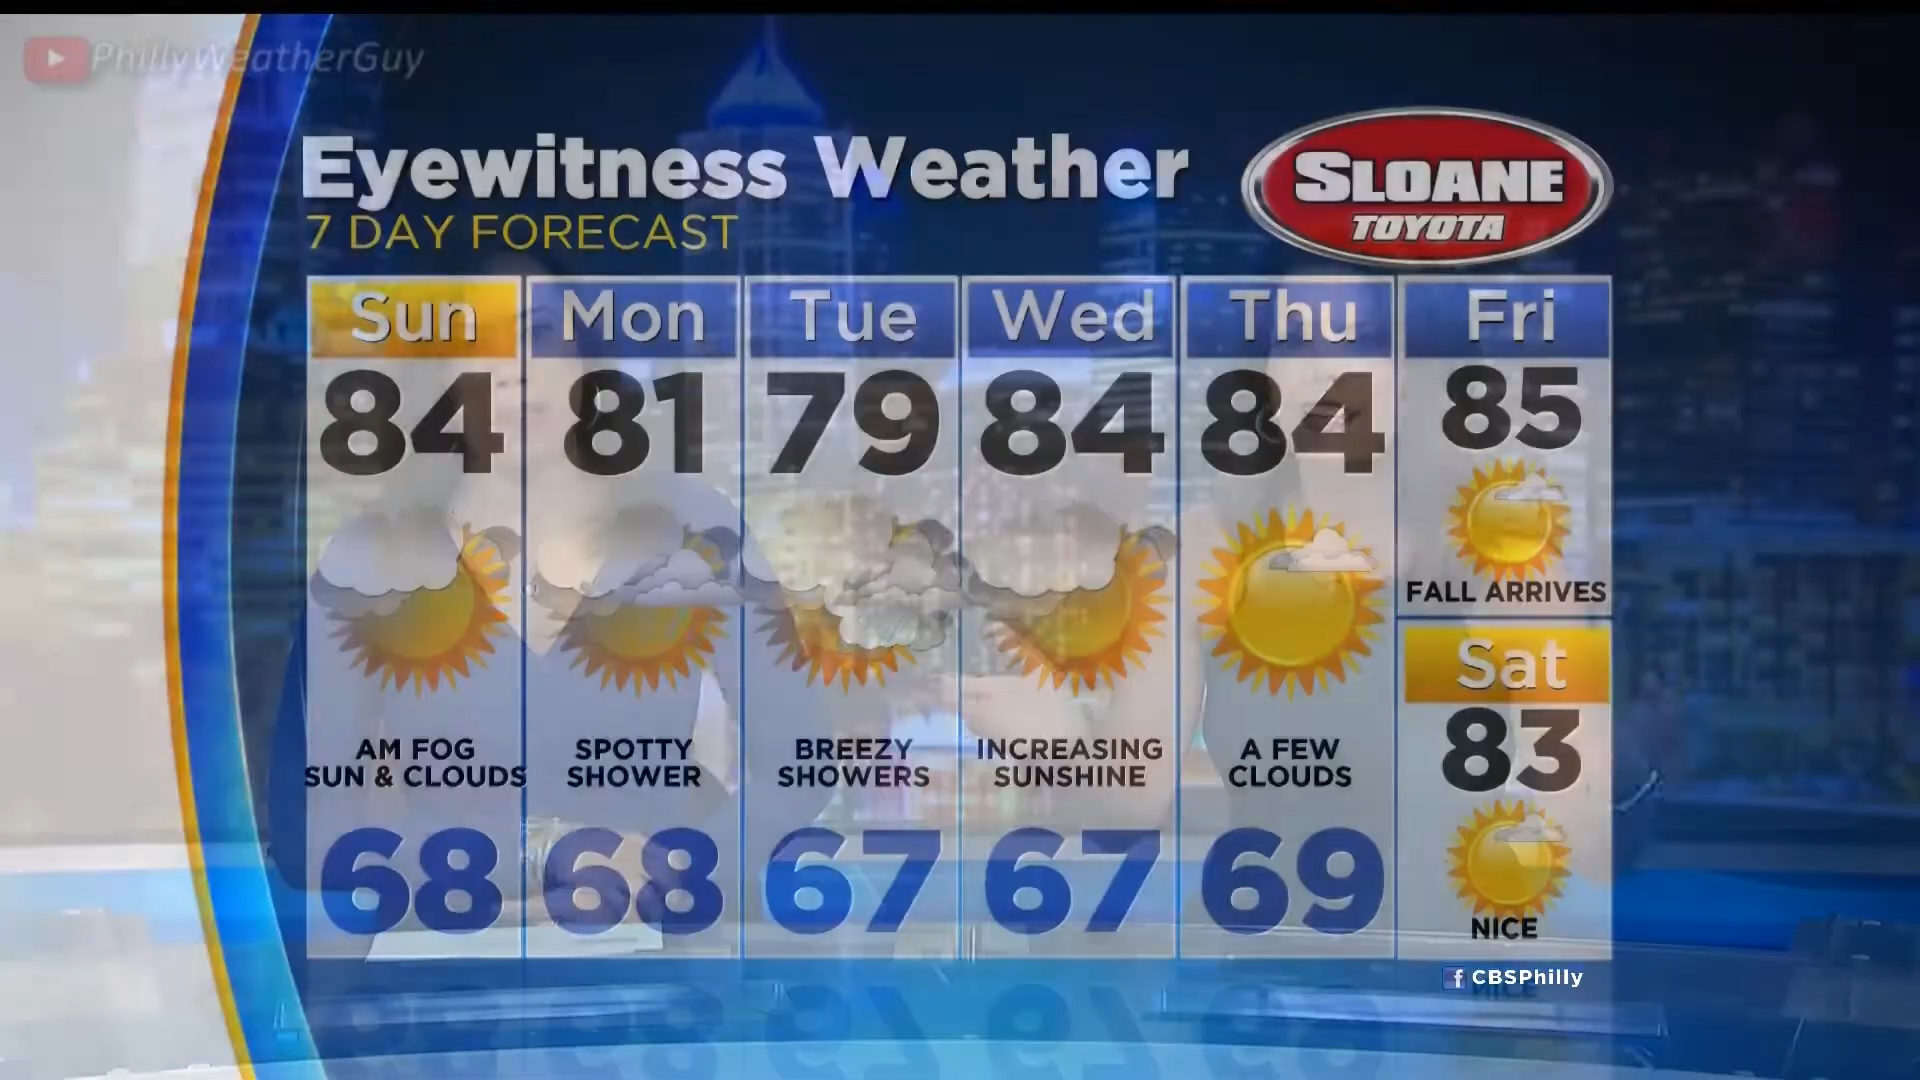 PhillyWeatherGuy
Eyewitness Weather
7 DAY FORECAST
SLOANE
TOYOTA
Sun
84
AM FOG
SUN & CLOUDS
68
Mon
81
SPOTTY
SHOWER
68
Tue
79
BREEZY
SHOWERS
67
Wed
84
INCREASING
SUNSHINE
67
Thu
84
A FEW
CLOUDS
69
Fri
85
FALL ARRIVES
Sat
83
NICE
f CBSPhilly